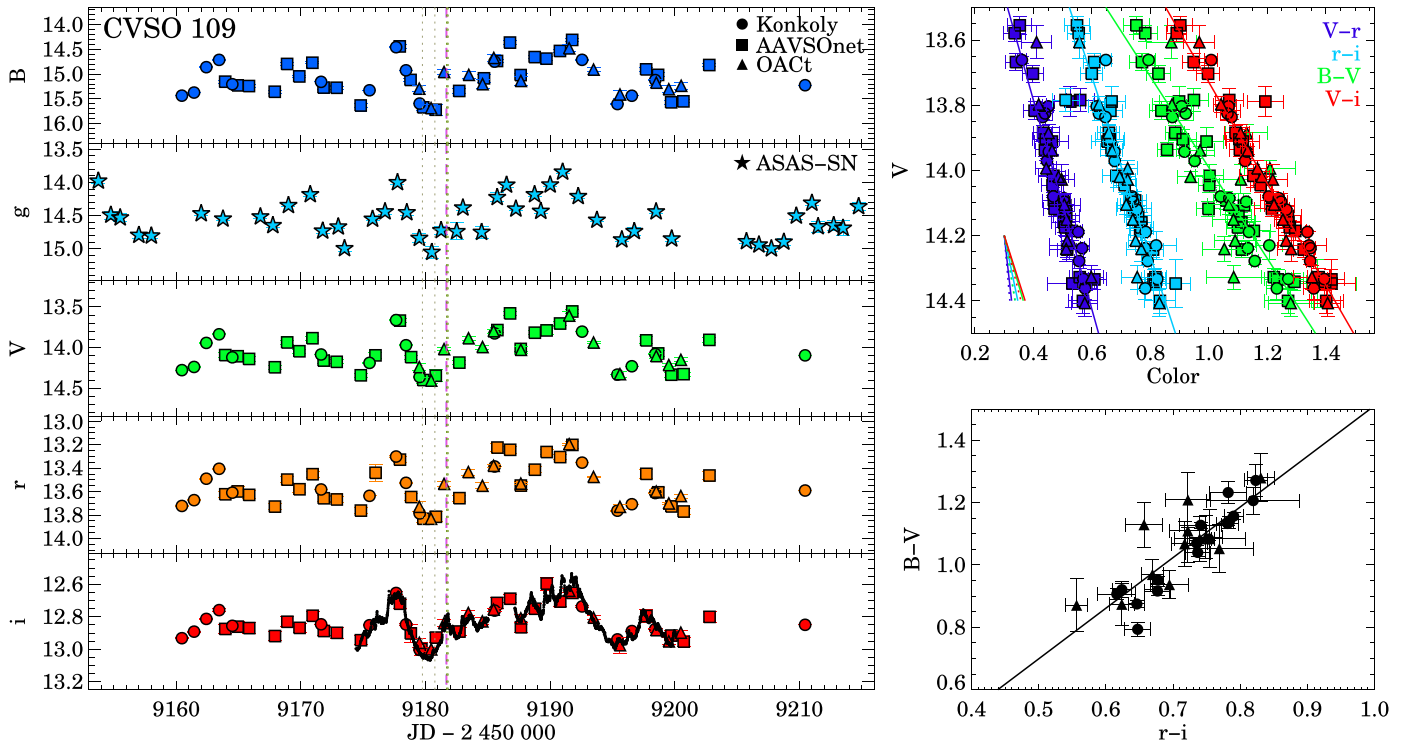 CVSO 109
Konkoly
AAVSOnet
OACt
B
14.0
14.5
15.0
15.5
16.0
ASAS-SN
g
13.5
14.0
14.5
15.0
V
13.5
14.0
14.5
r
13.0
13.2
13.4
13.6
13.8
14.0
i
12.6
12.8
13.0
13.2
9160 9170 9180 9190 9200 9210
JD - 2 450 000
V-r
r-i
B-V
V-i
V
13.6
13.8
14.0
14.2
14.4
0.2 0.4 0.6 0.8 1.0 1.2 1.4
Color
B-V
1.4
1.2
1.0
0.8
0.6
0.4 0.5 0.6 0.7 0.8 0.9 1.0
r-i